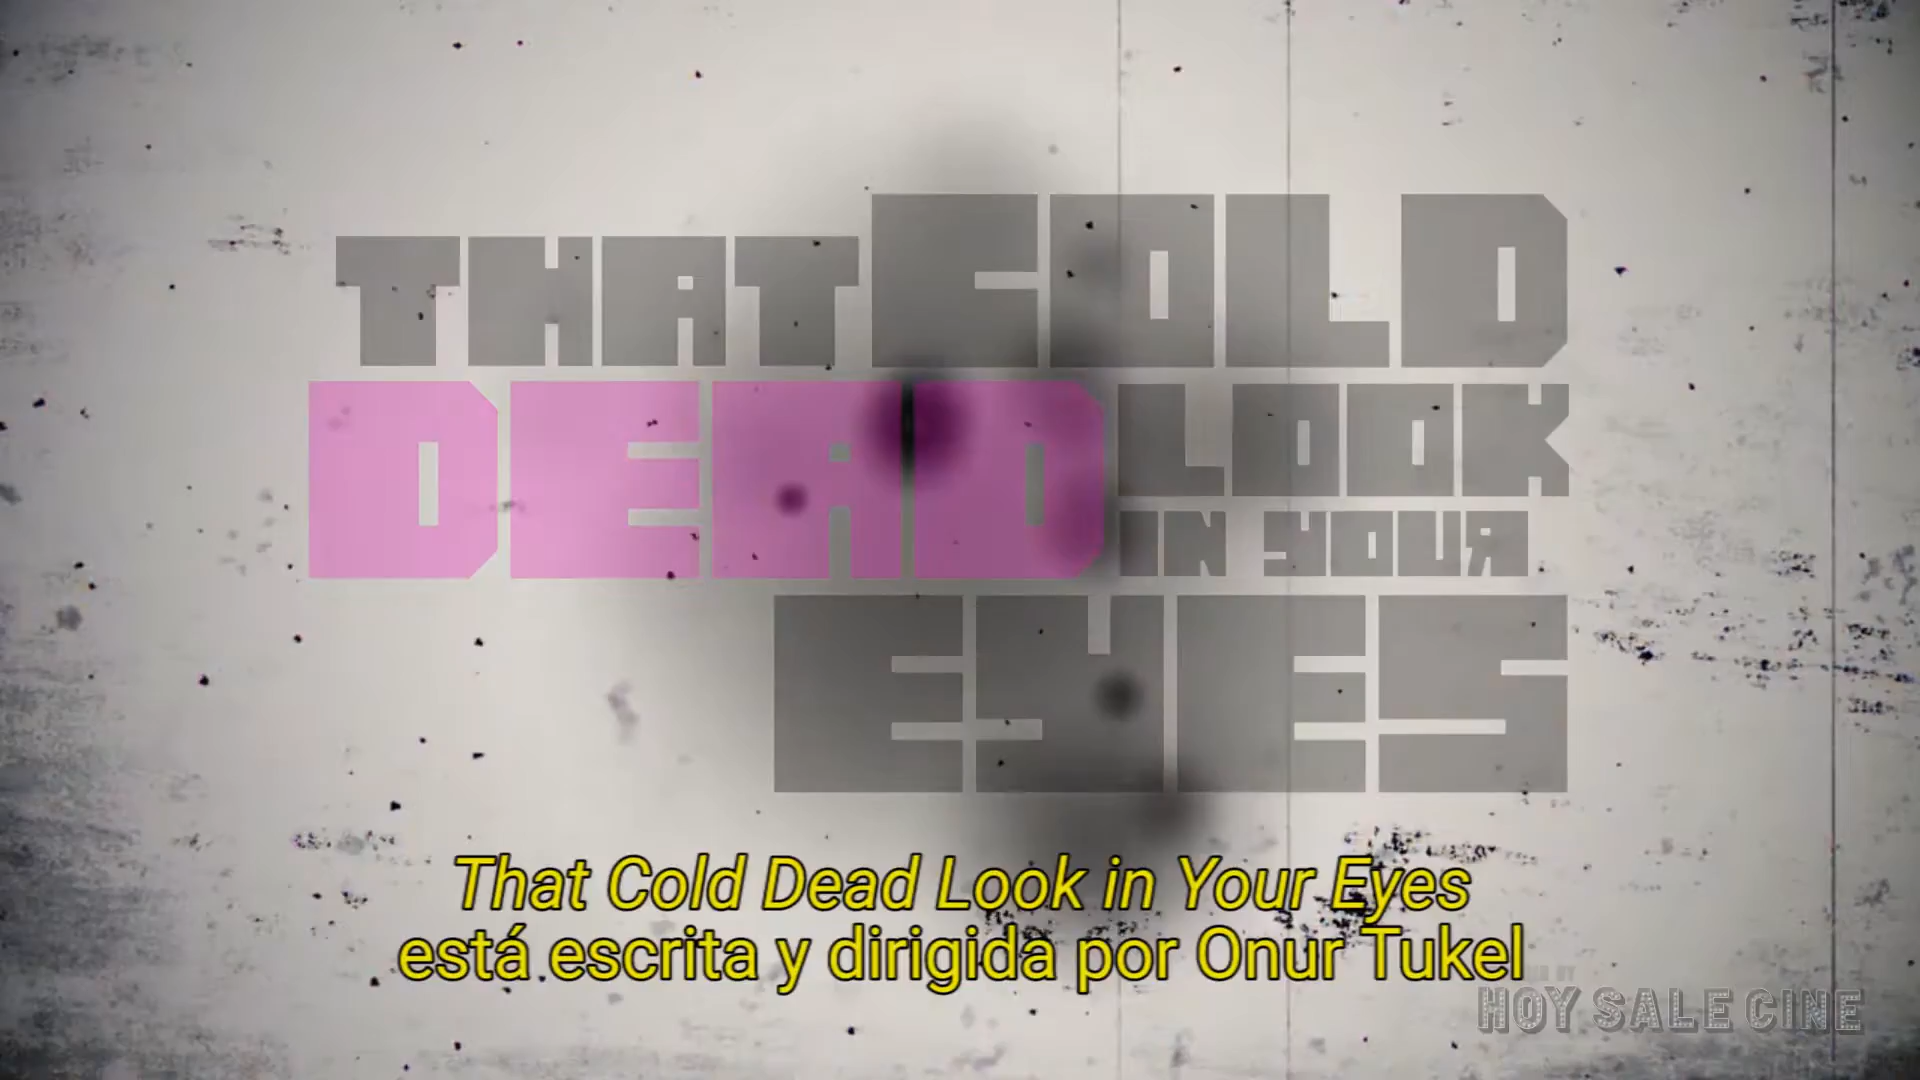 THAT COLD
DEAD LOOK
IN YOUR
EYES
That Cold Dead Look in Your Eyes
está escrita y dirigida por Onur Tukel
HOY SALE CINE